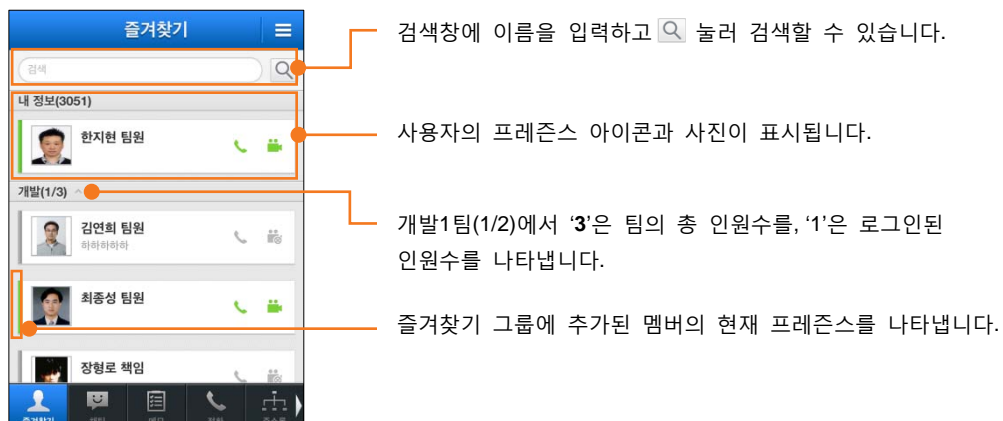 즐겨찾기
검색창에 이름을 입력하고 눌러 검색할 수 있습니다.
검색
내 정보(3051)
한지현 팀원
사용자의 프레즌스 아이콘과 사진이 표시됩니다.
개발(1/3)
김연희 팀원
하하하하하
개발1팀(1/2)에서 ‘3’은 팀의 총 인원수를, ‘1’은 로그인된
인원수를 나타냅니다.
최종성 팀원
즐겨찾기 그룹에 추가된 멤버의 현재 프레즌스를 나타냅니다.
장형로 책임